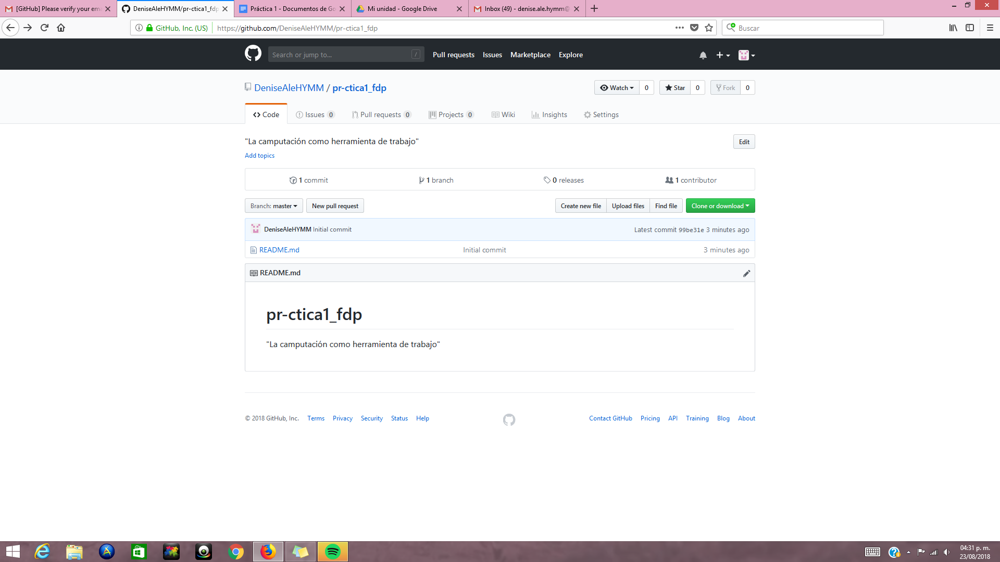 [GitHub] Please verify your ema
DeniseAleHYMM/pr-ctica1_fdp
Práctica 1 - Documentos de Go
Mi unidad - Google Drive
Inbox (49) - denise.ale.hymm@
GitHub, Inc. (US)
https://github.com/DeniseAleHYMM/pr-ctica1_fdp
Buscar
Search or jump to...
/
Pull requests
Issues
Marketplace
Explore
DeniseAleHYMM / pr-ctica1_fdp
Watch 0
Star 0
Fork 0
Code
Issues 0
Pull requests 0
Projects 0
Wiki
Insights
Settings
"La camputación como herramienta de trabajo"
Edit
Add topics
1 commit
1 branch
0 releases
1 contributor
Branch: master
New pull request
Create new file
Upload files
Find file
Clone or download
DeniseAleHYMM Initial commit
Latest commit 99be31e 3 minutes ago
README.md
Initial commit
3 minutes ago
README.md
pr-ctica1_fdp
"La camputación como herramienta de trabajo"
© 2018 GitHub, Inc.
Terms
Privacy
Security
Status
Help
Contact GitHub
Pricing
API
Training
Blog
About
04:31 p. m.
23/08/2018